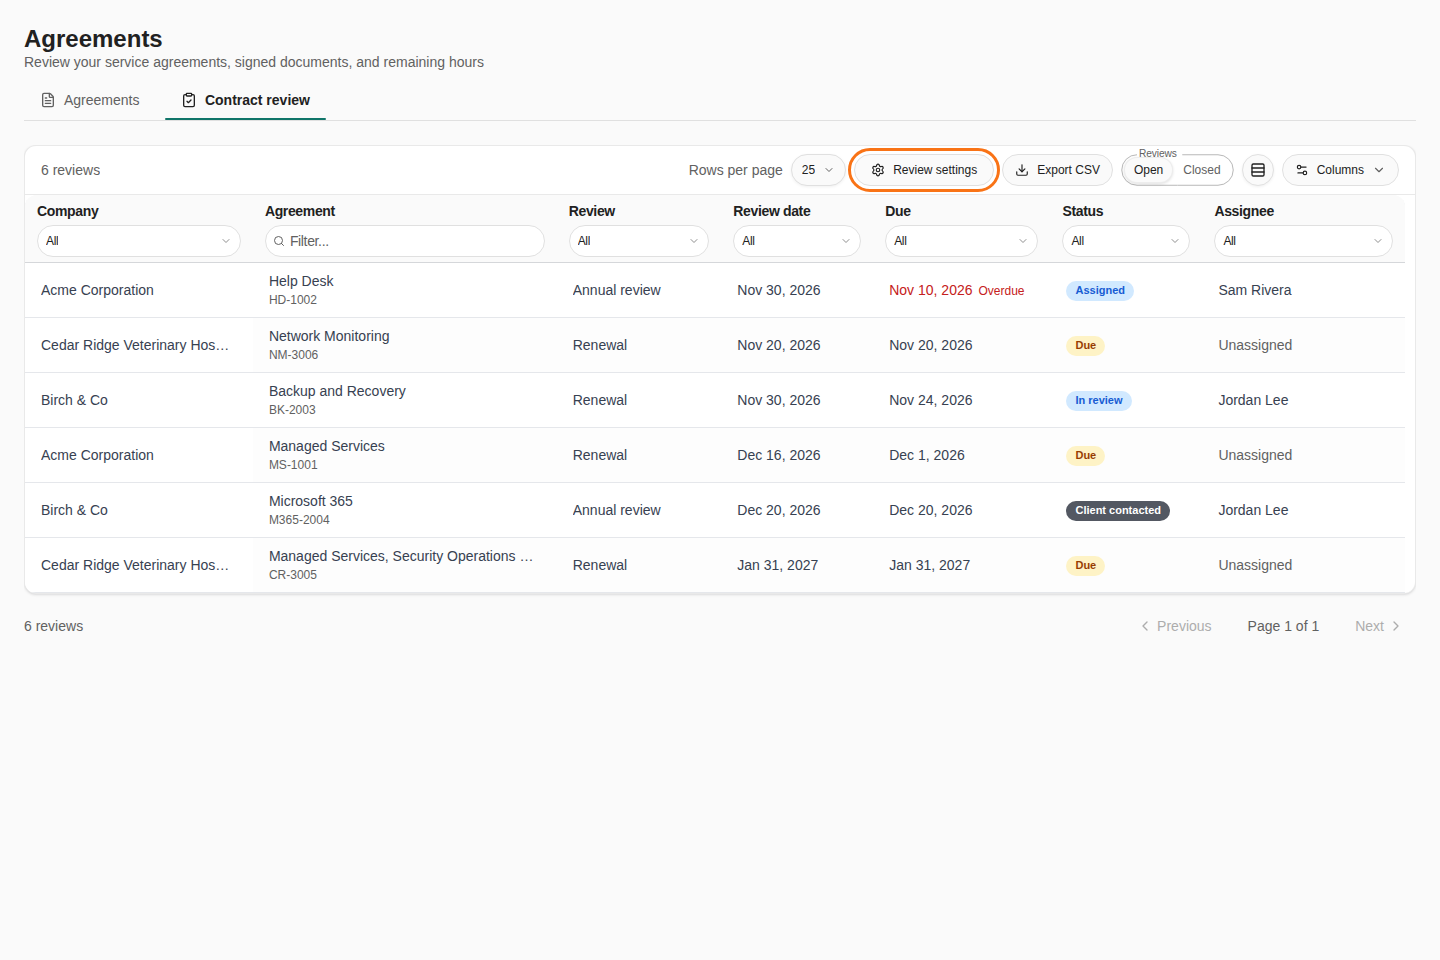 Agreements
Review your service agreements, signed documents, and remaining hours
Agreements
Contract review
6 reviews
Rows per page
25
Review settings
Export CSV
Reviews
Open
Closed
Columns
Company Agreement Review Review date Due Status Assignee
All Filter... All All All All All
Help Desk
Acme Corporation Annual review Nov 30, 2026 Nov 10, 2026 Overdue Assigned Sam Rivera
HD-1002
Network Monitoring
Cedar Ridge Veterinary Hos… Renewal Nov 20, 2026 Nov 20, 2026 Due Unassigned
NM-3006
Backup and Recovery
Birch & Co Renewal Nov 30, 2026 Nov 24, 2026 In review Jordan Lee
BK-2003
Managed Services
Acme Corporation Renewal Dec 16, 2026 Dec 1, 2026 Due Unassigned
MS-1001
Microsoft 365
Birch & Co Annual review Dec 20, 2026 Dec 20, 2026 Client contacted Jordan Lee
M365-2004
Managed Services, Security Operations …
Cedar Ridge Veterinary Hos… Renewal Jan 31, 2027 Jan 31, 2027 Due Unassigned
CR-3005
6 reviews
Previous
Page 1 of 1
Next